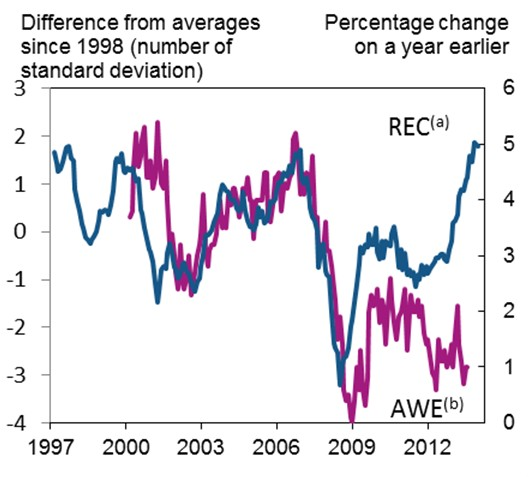 Difference from averages
since 1998 (number of
standard deviation)
Percentage change
on a year earlier
3
2
1
0
-1
-2
-3
-4
6
5
4
3
2
1
0
REC(a)
AWE(b)
1997 2000 2003 2006 2009 2012